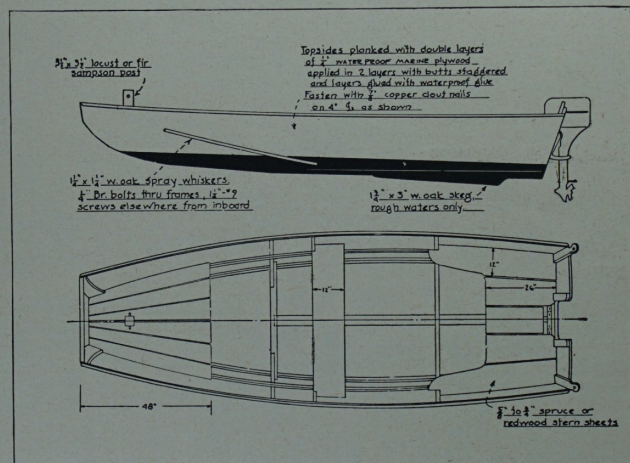 3½" x 3½" locust or fir
sampson post
Topsides planked with double layers
of ¼" WATERPROOF MARINE plywood
applied in 2 layers with butts staggered
and layers glued with waterproof glue
Fasten with ⅞" copper clout nails
on 4" ℄s as shown
1¼" x 1¼" w. oak spray whiskers.
¼" Br. bolts thru frames, 1½"-#9
screws elsewhere from inboard
1¾" x 3" w. oak skeg,
rough waters only
12"
12"
26"
48"
⅝" to ¾" spruce or
redwood stern sheets